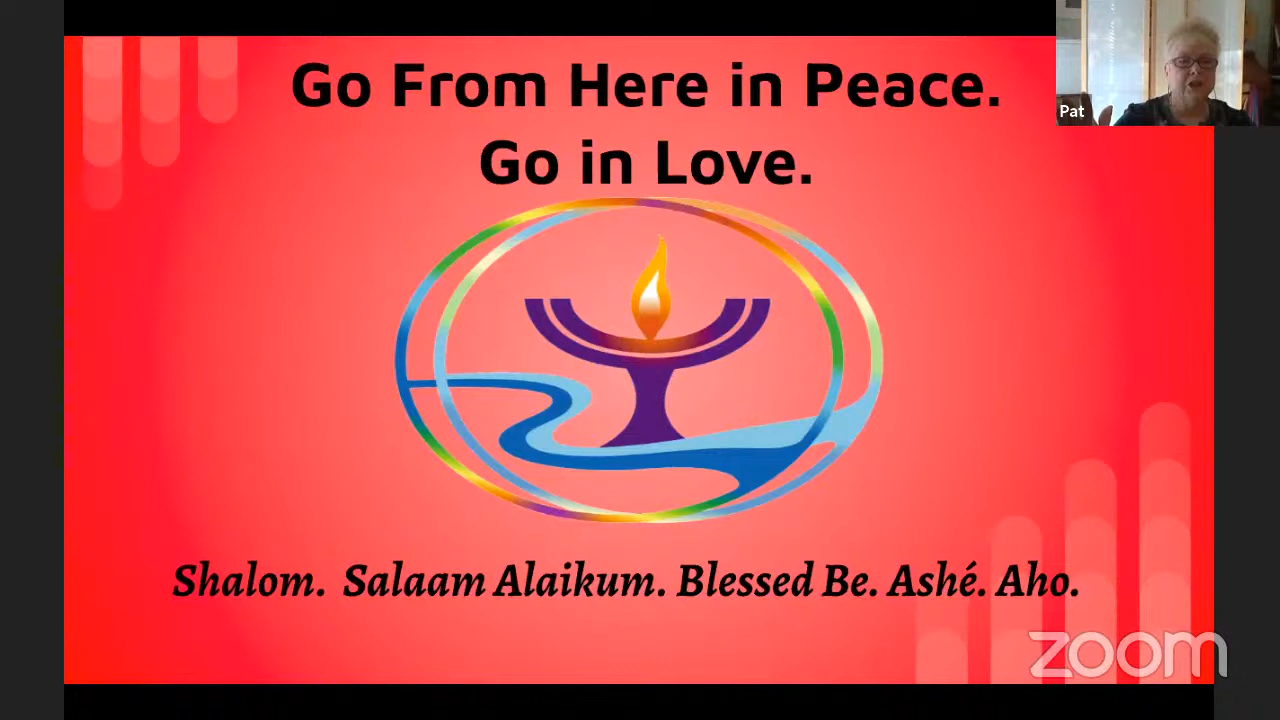 Go From Here in Peace.
Go in Love.
Pat
Shalom. Salaam Alaikum. Blessed Be. Ashé. Aho.
zoom